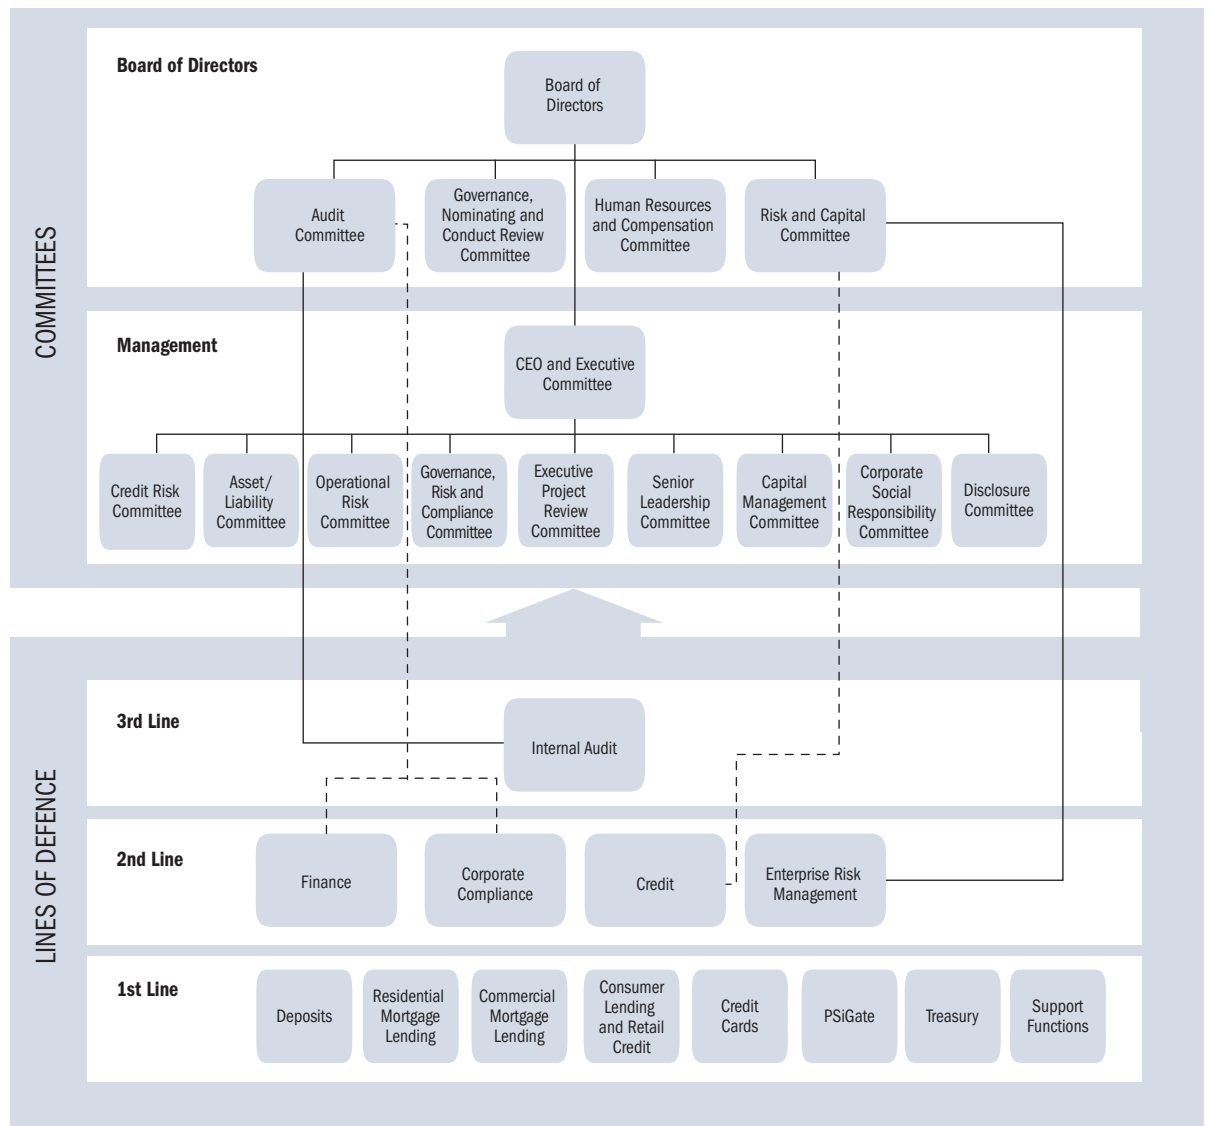 COMMITTEES
Board of Directors
Board of
Directors
Audit
Committee
Governance,
Nominating and
Conduct Review
Committee
Human Resources
and Compensation
Committee
Risk and Capital
Committee
Management
CEO and Executive
Committee
Credit Risk
Committee
Asset/
Liability
Committee
Operational
Risk
Committee
Governance,
Risk and
Compliance
Committee
Executive
Project
Review
Committee
Senior
Leadership
Committee
Capital
Management
Committee
Corporate
Social
Responsibility
Committee
Disclosure
Committee
LINES OF DEFENCE
3rd Line
Internal Audit
2nd Line
Finance
Corporate
Compliance
Credit
Enterprise Risk
Management
1st Line
Deposits
Residential
Mortgage
Lending
Commercial
Mortgage
Lending
Consumer
Lending
and Retail
Credit
Credit
Cards
PSiGate
Treasury
Support
Functions